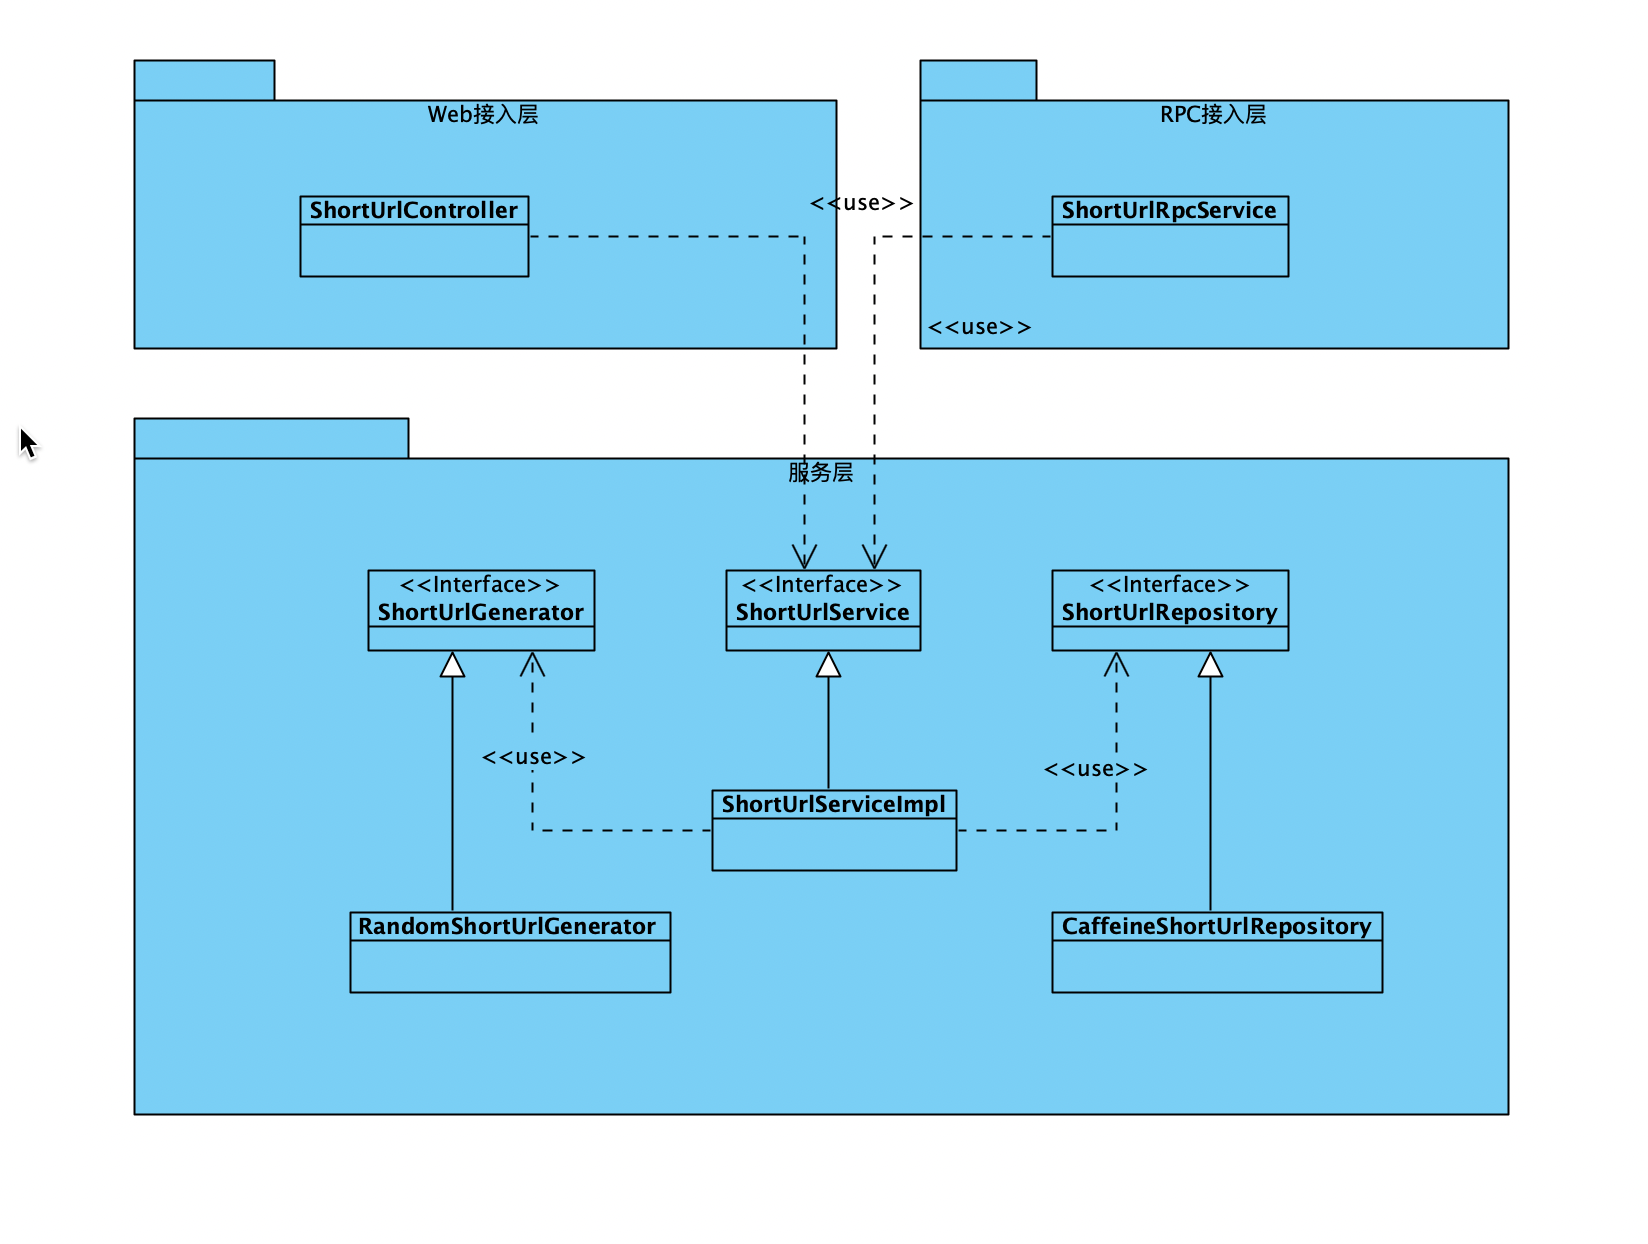 Web接入层
RPC接入层
ShortUrlController
<<use>>
ShortUrlRpcService
<<use>>
服务层
<<Interface>>
ShortUrlGenerator
<<Interface>>
ShortUrlService
<<Interface>>
ShortUrlRepository
<<use>>
<<use>>
ShortUrlServiceImpl
RandomShortUrlGenerator
CaffeineShortUrlRepository